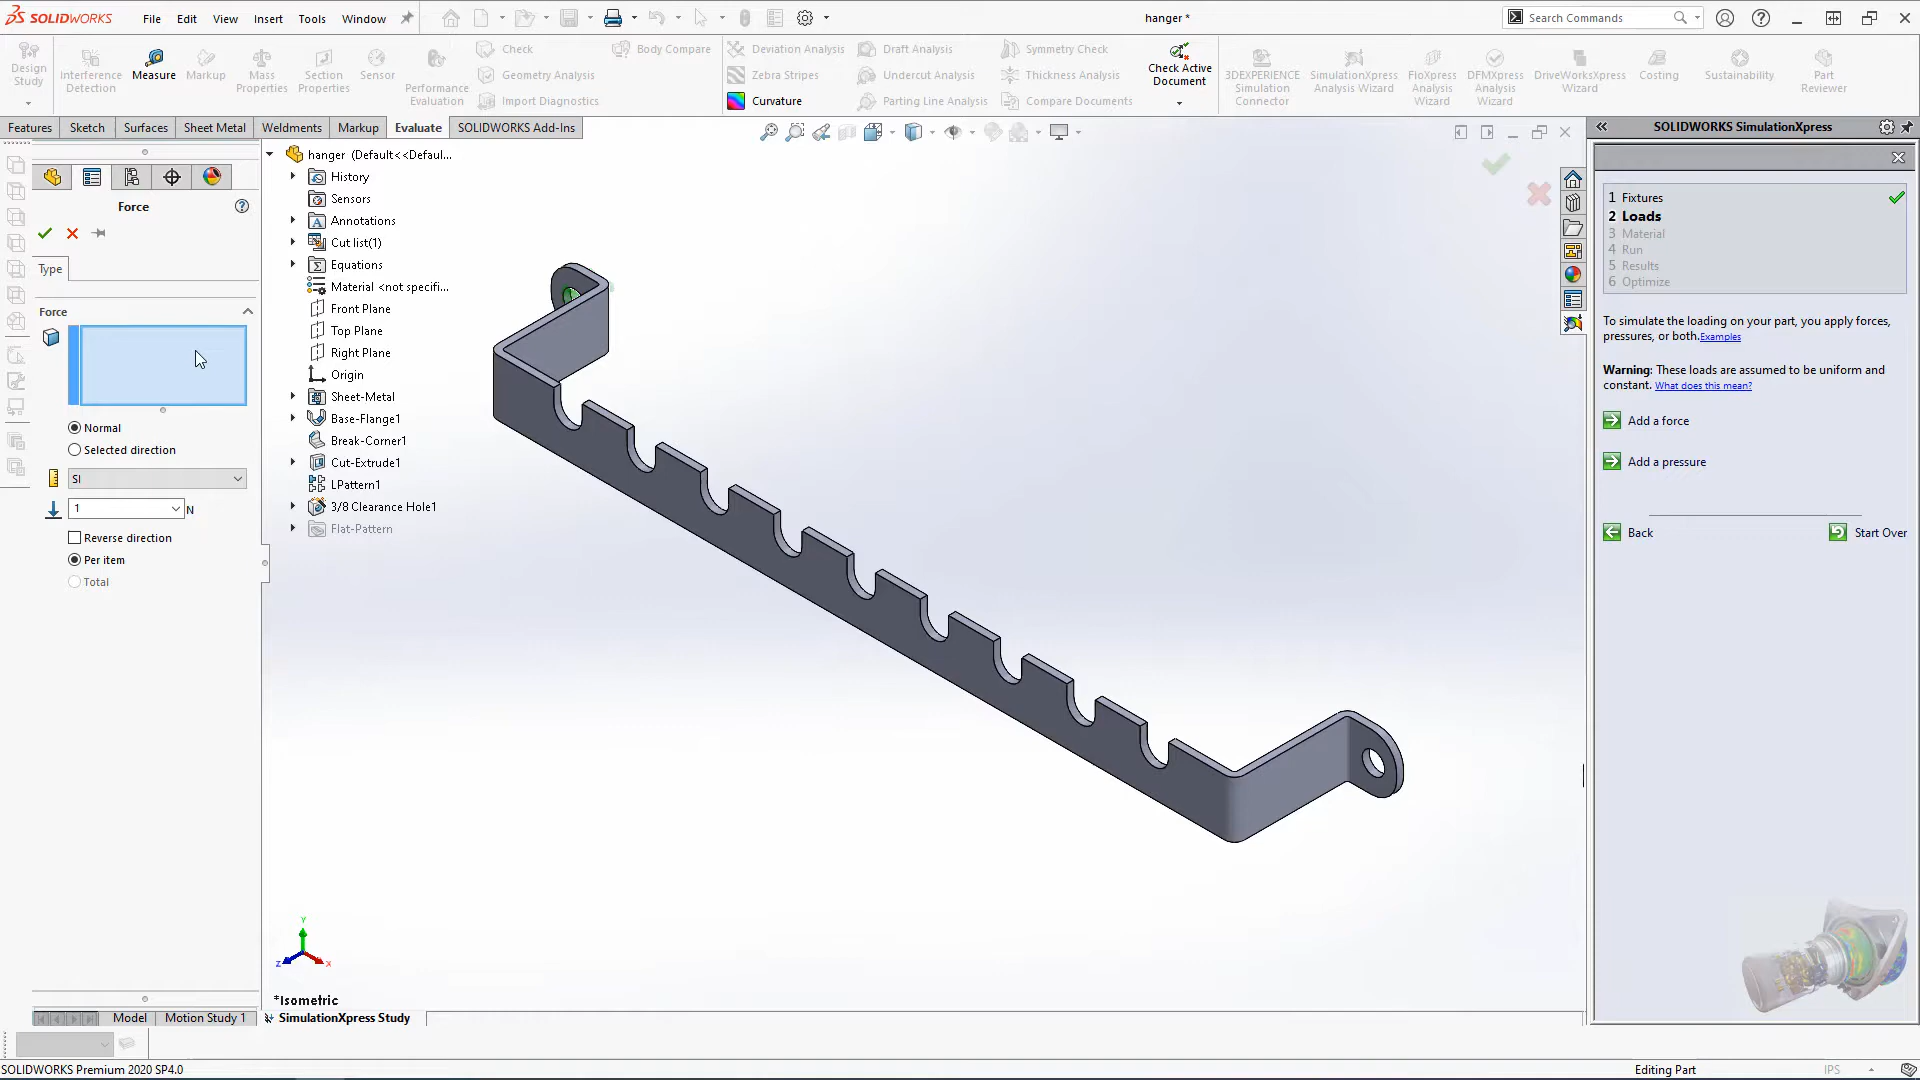 SOLIDWORKS
File
Edit
View
Insert
Tools
Window
hanger *
Search Commands
Design Study
Interference Detection
Measure
Markup
Mass Properties
Section Properties
Sensor
Performance Evaluation
Check
Geometry Analysis
Import Diagnostics
Body Compare
Deviation Analysis
Zebra Stripes
Curvature
Draft Analysis
Undercut Analysis
Parting Line Analysis
Symmetry Check
Thickness Analysis
Compare Documents
Check Active Document
3DEXPERIENCE Simulation Connector
SimulationXpress Analysis Wizard
FloXpress Analysis Wizard
DFMXpress Analysis Wizard
DriveWorksXpress Wizard
Costing
Sustainability
Part Reviewer
Features
Sketch
Surfaces
Sheet Metal
Weldments
Markup
Evaluate
SOLIDWORKS Add-Ins
SOLIDWORKS SimulationXpress
Force
Type
Force
Normal
Selected direction
SI
1
N
Reverse direction
Per item
Total
hanger (Default<<Defaul...
History
Sensors
Annotations
Cut list(1)
Equations
Material <not specifi...
Front Plane
Top Plane
Right Plane
Origin
Sheet-Metal
Base-Flange1
Break-Corner1
Cut-Extrude1
LPattern1
3/8 Clearance Hole1
Flat-Pattern
1 Fixtures
2 Loads
3 Material
4 Run
5 Results
6 Optimize
To simulate the loading on your part, you apply forces,
pressures, or both.Examples
Warning: These loads are assumed to be uniform and
constant. What does this mean?
Add a force
Add a pressure
Back
Start Over
Y
Z
X
*Isometric
Model
Motion Study 1
SimulationXpress Study
SOLIDWORKS Premium 2020 SP4.0
Editing Part
IPS